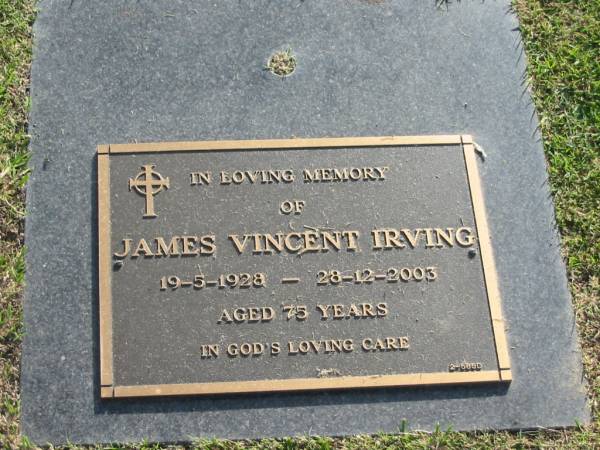 IN LOVING MEMORY
OF
JAMES VINCENT IRVING
19-5-1928 — 28-12-2003
AGED 75 YEARS
IN GOD'S LOVING CARE